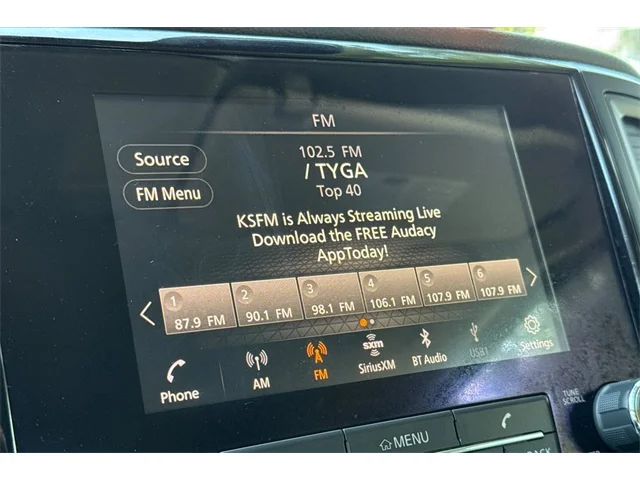 FM
Source
FM Menu
102.5 FM
/ TYGA
Top 40
KSFM is Always Streaming Live
Download the FREE Audacy
AppToday!
1 2 3 4 5 6
87.9 FM 90.1 FM 98.1 FM 106.1 FM 107.9 FM 107.9 FM
Phone
AM
FM
sxm
SiriusXM
BT Audio
USB1
Settings
TUNE
SCROLL
MENU
BACK